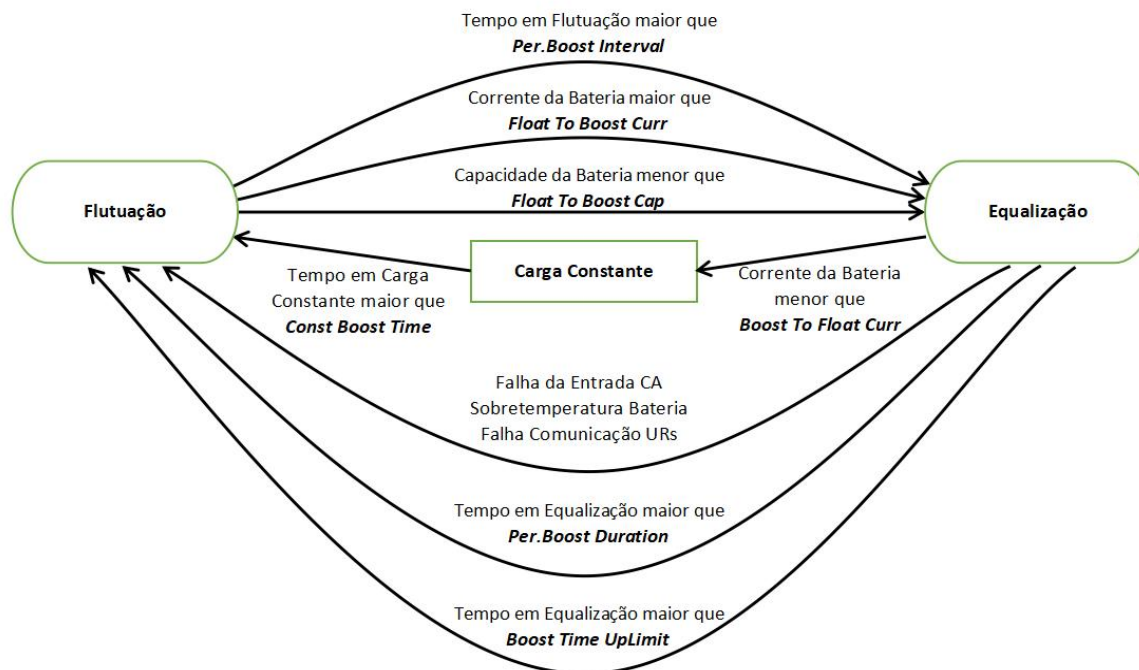 Tempo em Flutuação maior que
Per.Boost Interval
Corrente da Bateria maior que
Float To Boost Curr
Capacidade da Bateria menor que
Float To Boost Cap
Flutuação
Equalização
Carga Constante
Tempo em Carga
Constante maior que
Const Boost Time
Corrente da Bateria
menor que
Boost To Float Curr
Falha da Entrada CA
Sobretemperatura Bateria
Falha Comunicação URs
Tempo em Equalização maior que
Per.Boost Duration
Tempo em Equalização maior que
Boost Time UpLimit